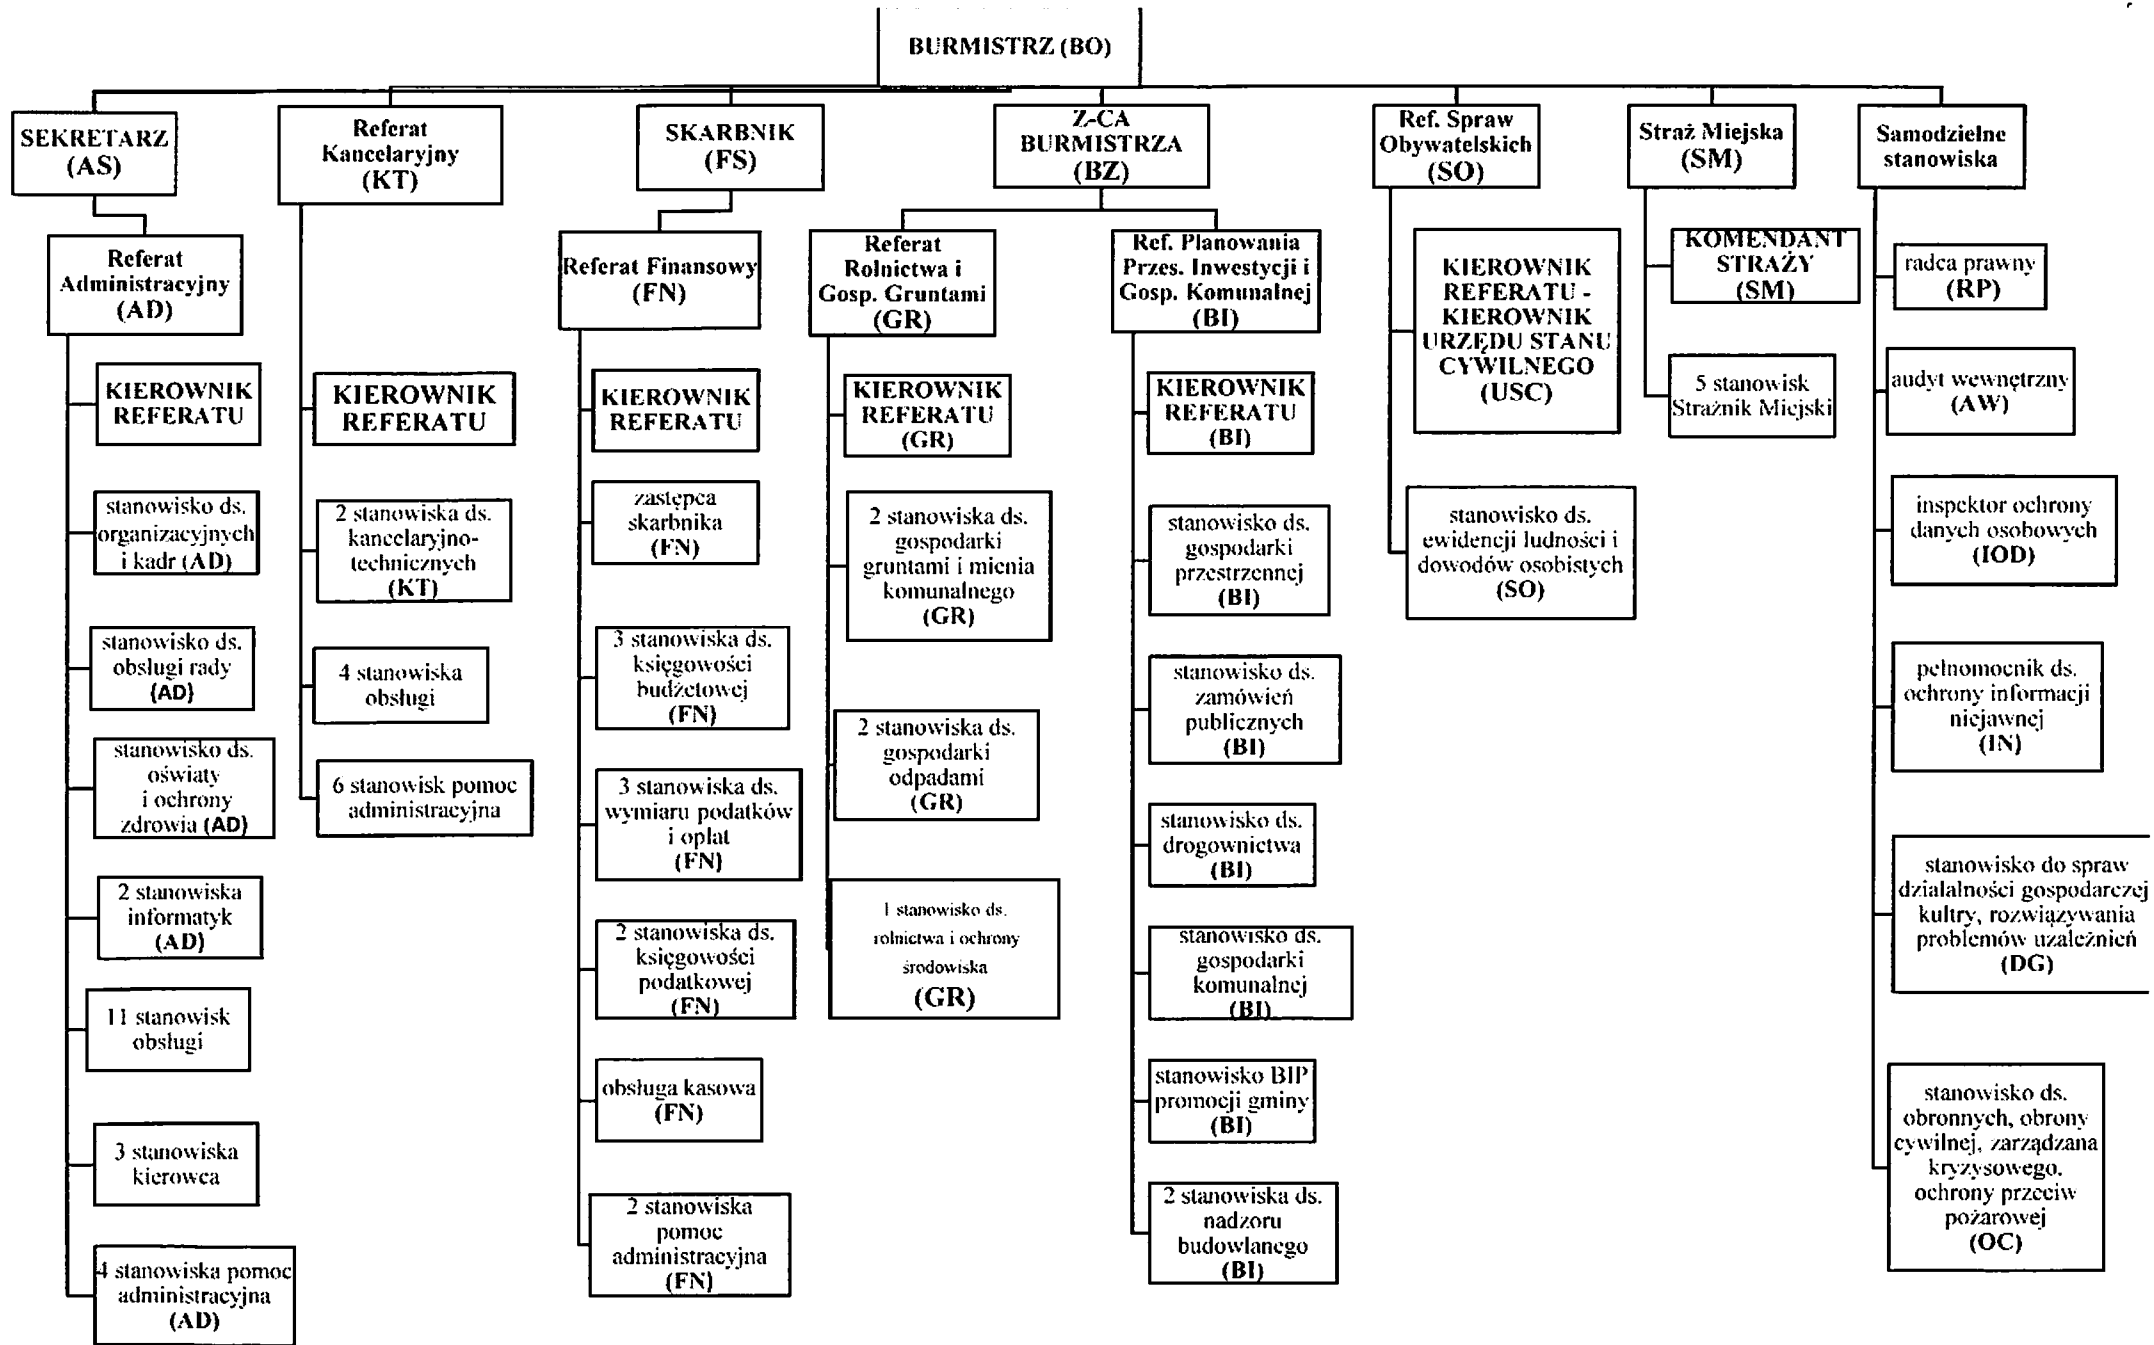 BURMISTRZ (BO)
SEKRETARZ
(AS)
Referat
Administracyjny
(AD)
KIEROWNIK
REFERATU
stanowisko ds.
organizacyjnych
i kadr (AD)
stanowisko ds.
obsługi rady
(AD)
stanowisko ds.
oświaty
i ochrony
zdrowia (AD)
2 stanowiska
informatyk
(AD)
11 stanowisk
obsługi
3 stanowiska
kierowca
4 stanowiska pomoc
administracyjna
(AD)
Referat
Kancelaryjny
(KT)
KIEROWNIK
REFERATU
2 stanowiska ds.
kancelaryjno-
technicznych
(KT)
4 stanowiska
obsługi
6 stanowisk pomoc
administracyjna
SKARBNIK
(FS)
Referat Finansowy
(FN)
KIEROWNIK
REFERATU
zastępca
skarbnika
(FN)
3 stanowiska ds.
księgowości
budżetowej
(FN)
3 stanowiska ds.
wymiaru podatków
i opłat
(FN)
2 stanowiska ds.
księgowości
podatkowej
(FN)
obsługa kasowa
(FN)
2 stanowiska
pomoc
administracyjna
(FN)
Z-CA
BURMISTRZA
(BZ)
Referat
Rolnictwa i
Gosp. Gruntami
(GR)
KIEROWNIK
REFERATU
(GR)
2 stanowiska ds.
gospodarki
gruntami i mienia
komunalnego
(GR)
2 stanowiska ds.
gospodarki
odpadami
(GR)
1 stanowisko ds.
rolnictwa i ochrony
środowiska
(GR)
Ref. Planowania
Przes. Inwestycji i
Gosp. Komunalnej
(BI)
KIEROWNIK
REFERATU
(BI)
stanowisko ds.
gospodarki
przestrzennej
(BI)
stanowisko ds.
zamówień
publicznych
(BI)
stanowisko ds.
drogownictwa
(BI)
stanowisko ds.
gospodarki
komunalnej
(BI)
stanowisko BIP
promocji gminy
(BI)
2 stanowiska ds.
nadzoru
budowlanego
(BI)
Ref. Spraw
Obywatelskich
(SO)
KIEROWNIK
REFERATU -
KIEROWNIK
URZĘDU STANU
CYWILNEGO
(USC)
stanowisko ds.
ewidencji ludności i
dowodów osobistych
(SO)
Straż Miejska
(SM)
KOMENDANT
STRAŻY
(SM)
5 stanowisk
Strażnik Miejski
Samodzielne
stanowiska
radca prawny
(RP)
audyt wewnętrzny
(AW)
inspektor ochrony
danych osobowych
(IOD)
pełnomocnik ds.
ochrony informacji
niejawnej
(IN)
stanowisko do spraw
działalności gospodarczej
kultry, rozwiązywania
problemów uzależnień
(DG)
stanowisko ds.
obronnych, obrony
cywilnej, zarządzana
kryzysowego,
ochrony przeciw
pożarowej
(OC)